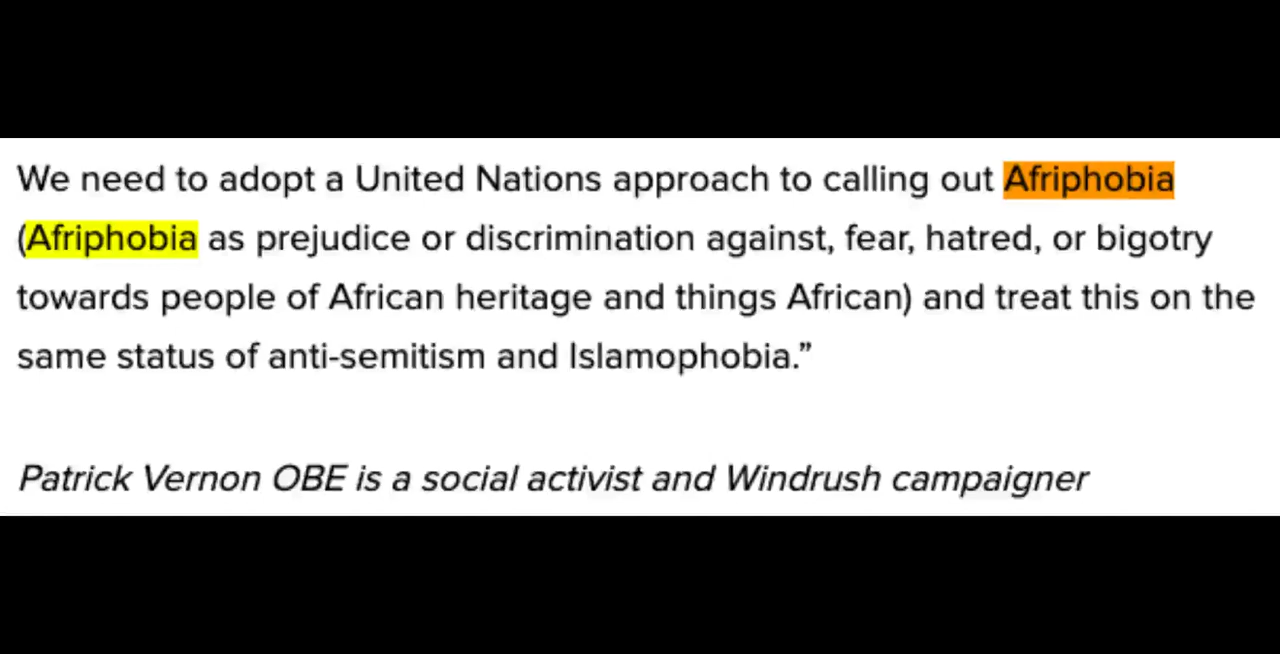 We need to adopt a United Nations approach to calling out Afriphobia
(Afriphobia as prejudice or discrimination against, fear, hatred, or bigotry
towards people of African heritage and things African) and treat this on the
same status of anti-semitism and Islamophobia.”
Patrick Vernon OBE is a social activist and Windrush campaigner